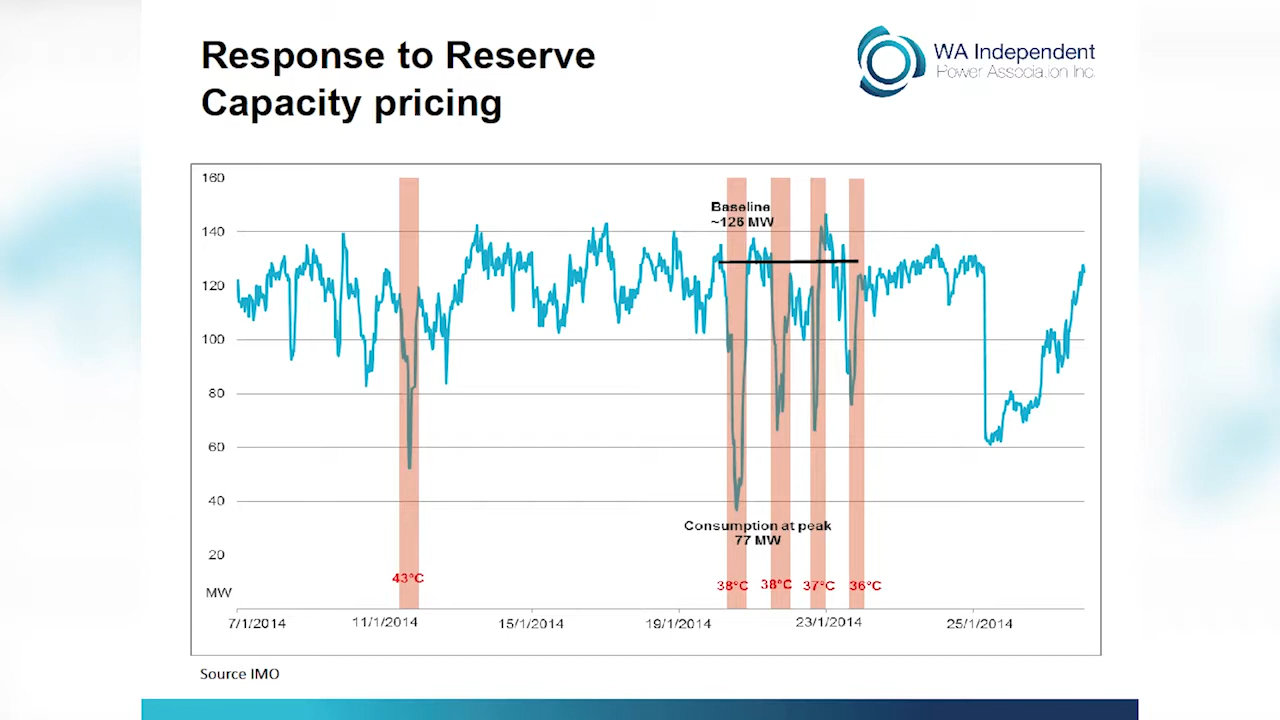 Response to Reserve
Capacity pricing
WA Independent
Power Association Inc.
160
140
120
100
80
60
40
20
MW
Baseline
~126 MW
Consumption at peak
77 MW
43°C
38°C
38°C
37°C
36°C
7/1/2014
11/1/2014
15/1/2014
19/1/2014
23/1/2014
25/1/2014
Source IMO